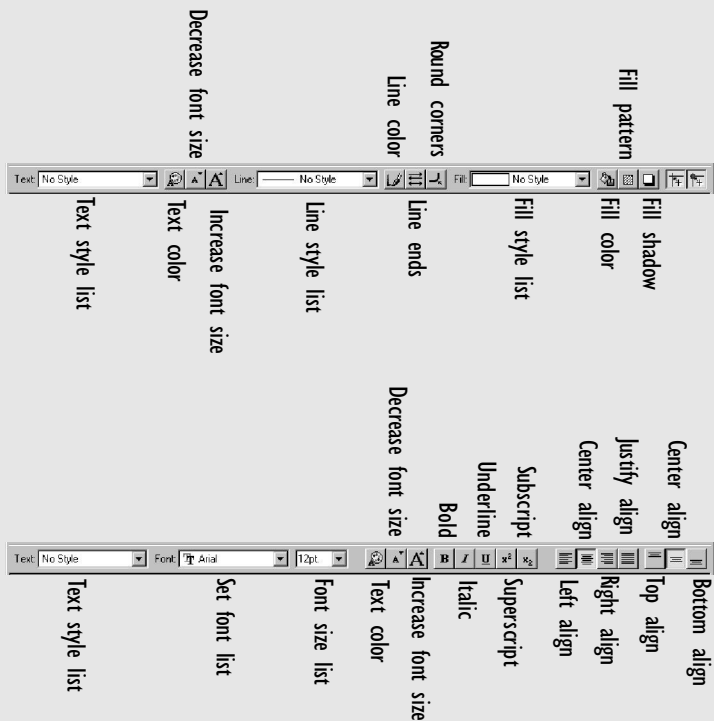 Decrease font size
Line color
Round corners
Fill pattern
Text: No Style Line: No Style Fill: No Style
Text style list
Text color
Increase font size
Line style list
Line ends
Fill style list
Fill color
Fill shadow
Decrease font size
Bold
Underline
Subscript
Center align
Justify align
Center align
Text: No Style Font: Arial 12pt. B I U x² x₂
Text style list
Set font list
Font size list
Text color
Increase font size
Italic
Superscript
Left align
Right align
Top align
Bottom align